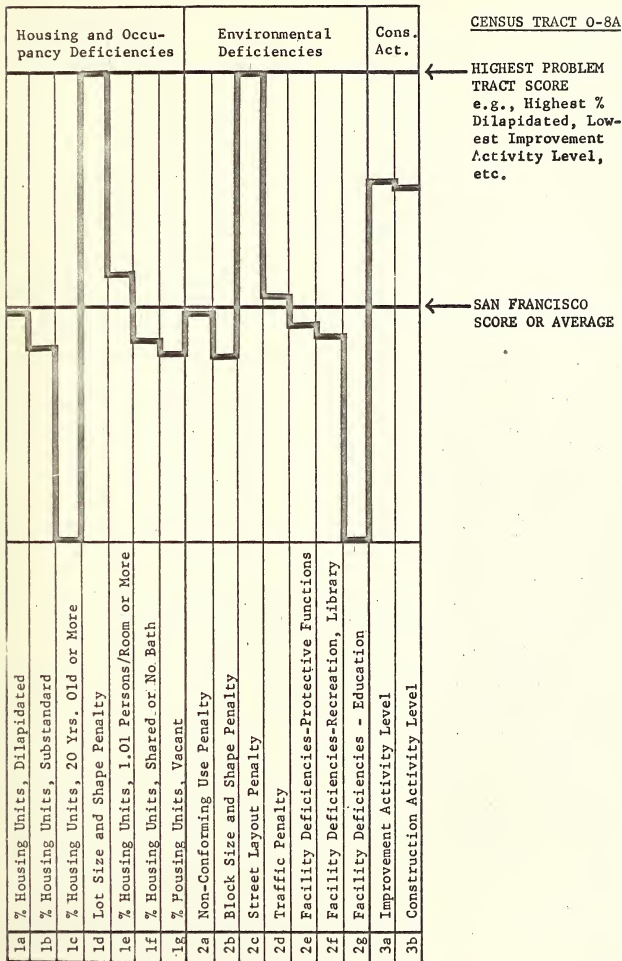 CENSUS TRACT O-8A
Housing and Occu-
pancy Deficiencies
Environmental
Deficiencies
Cons.
Act.
HIGHEST PROBLEM
TRACT SCORE
e.g., Highest %
Dilapidated, Low-
est Improvement
Activity Level,
etc.
SAN FRANCISCO
SCORE OR AVERAGE
1a % Housing Units, Dilapidated
1b % Housing Units, Substandard
1c % Housing Units, 20 Yrs. Old or More
1d Lot Size and Shape Penalty
1e % Housing Units, 1.01 Persons/Room or More
1f % Housing Units, Shared or No Bath
1g % Housing Units, Vacant
2a Non-Conforming Use Penalty
2b Block Size and Shape Penalty
2c Street Layout Penalty
2d Traffic Penalty
2e Facility Deficiencies-Protective Functions
2f Facility Deficiencies-Recreation, Library
2g Facility Deficiencies - Education
3a Improvement Activity Level
3b Construction Activity Level